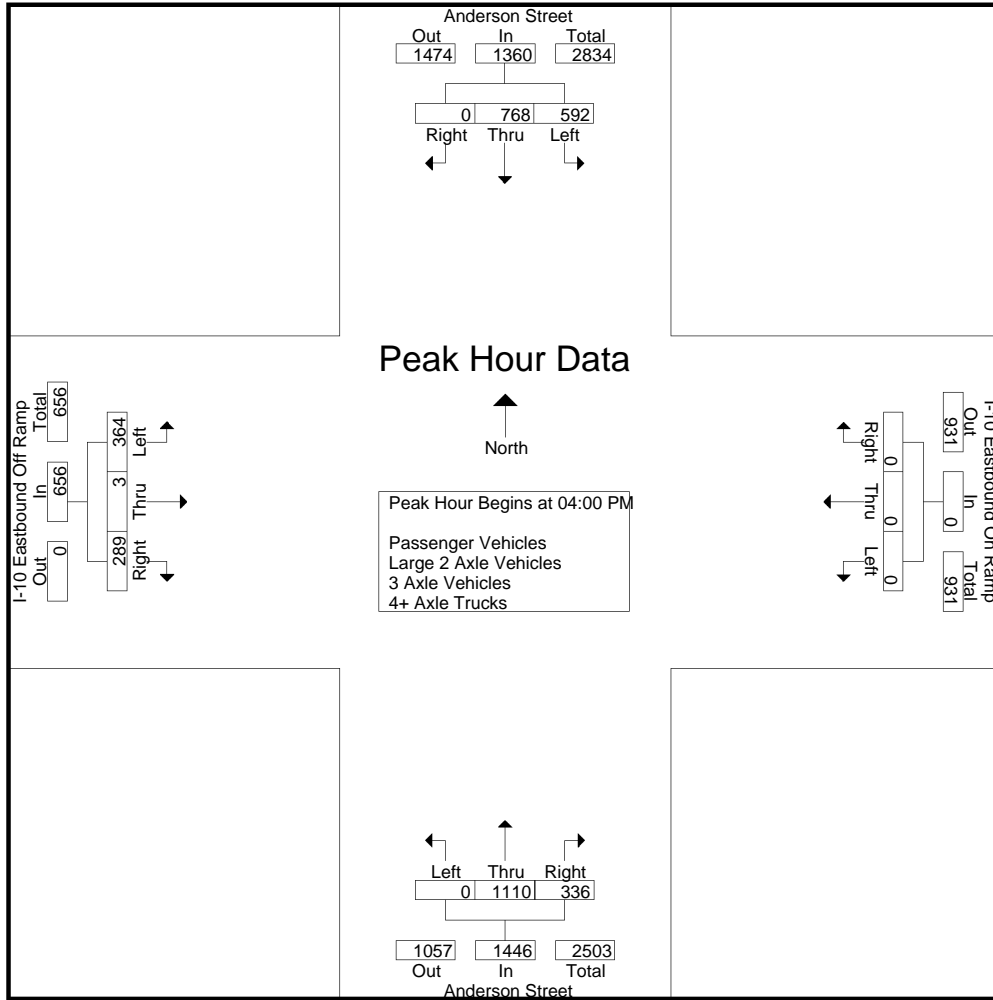 Anderson Street
Out In Total
1474 1360 2834
0 768 592
Right Thru Left
Peak Hour Data
North
Peak Hour Begins at 04:00 PM
Passenger Vehicles
Large 2 Axle Vehicles
3 Axle Vehicles
4+ Axle Trucks
I-10 Eastbound Off Ramp
Out In Total
0 656 656
289 3 364
Right Thru Left
I-10 Eastbound On Ramp
Out In Total
931 0 931
0 0 0
Right Thru Left
Left Thru Right
0 1110 336
1057 1446 2503
Out In Total
Anderson Street